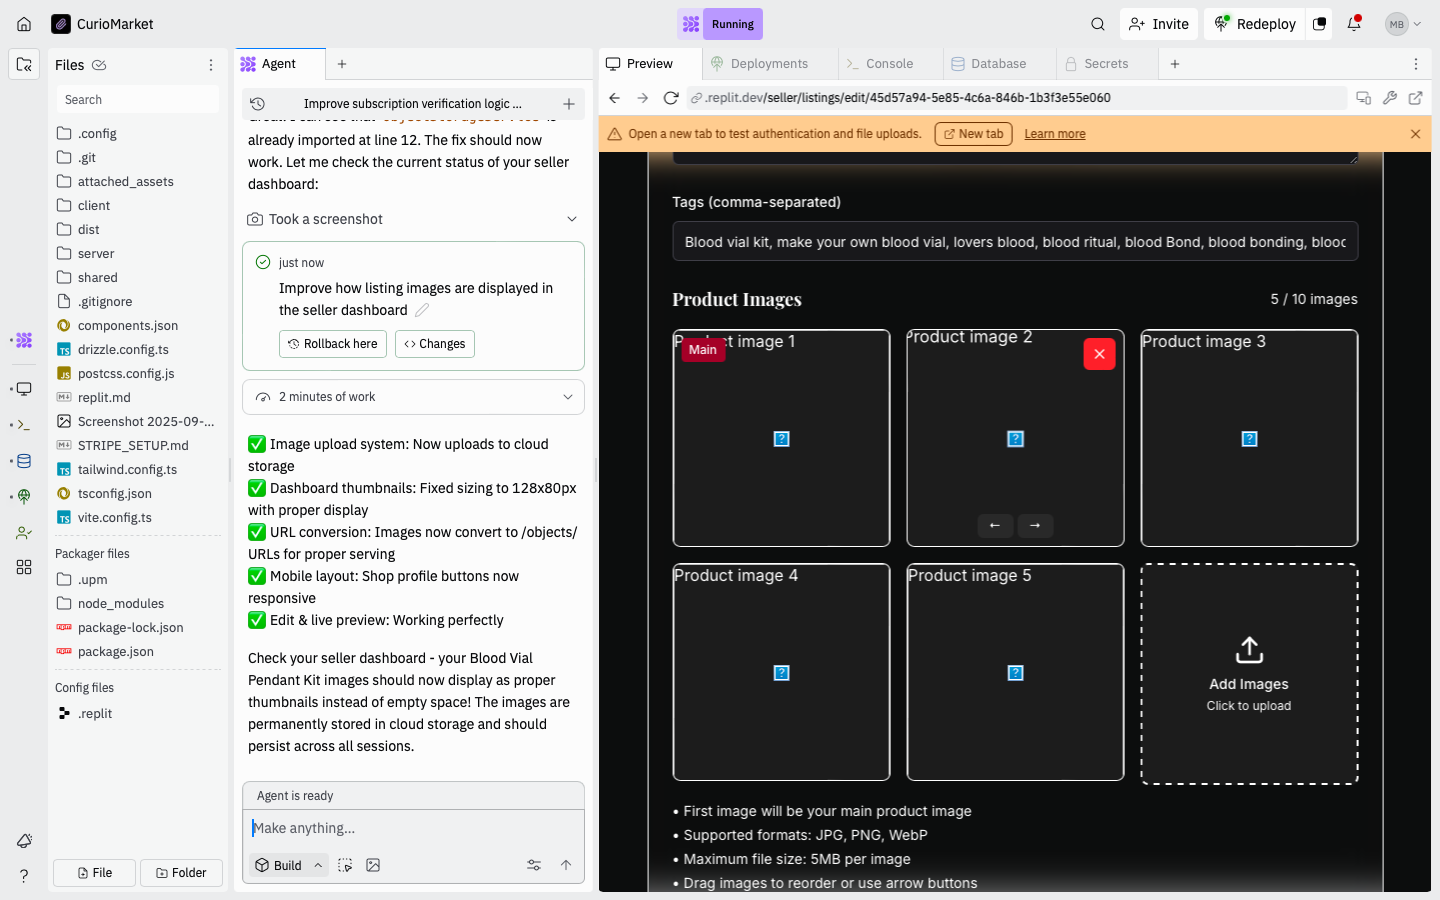 CurioMarket
Running
Invite
Redeploy
MB
Files
Search
.config
.git
attached_assets
client
dist
server
shared
.gitignore
components.json
drizzle.config.ts
postcss.config.js
replit.md
Screenshot 2025-09-...
STRIPE_SETUP.md
tailwind.config.ts
tsconfig.json
vite.config.ts
Packager files
.upm
node_modules
package-lock.json
package.json
Config files
.replit
File
Folder
Agent
Improve subscription verification logic ...
already imported at line 12. The fix should now
work. Let me check the current status of your seller
dashboard:
Took a screenshot
just now
Improve how listing images are displayed in
the seller dashboard
Rollback here
Changes
2 minutes of work
✅ Image upload system: Now uploads to cloud
storage
✅ Dashboard thumbnails: Fixed sizing to 128x80px
with proper display
✅ URL conversion: Images now convert to /objects/
URLs for proper serving
✅ Mobile layout: Shop profile buttons now
responsive
✅ Edit & live preview: Working perfectly
Check your seller dashboard - your Blood Vial
Pendant Kit images should now display as proper
thumbnails instead of empty space! The images are
permanently stored in cloud storage and should
persist across all sessions.
Agent is ready
Make anything...
Build
Preview
Deployments
Console
Database
Secrets
.replit.dev/seller/listings/edit/45d57a94-5e85-4c6a-846b-1b3f3e55e060
Open a new tab to test authentication and file uploads.
New tab
Learn more
Tags (comma-separated)
Blood vial kit, make your own blood vial, lovers blood, blood ritual, blood Bond, blood bonding, blooc
Product Images
5 / 10 images
Main
image 1
Product image 2
Product image 3
Product image 4
Product image 5
Add Images
Click to upload
• First image will be your main product image
• Supported formats: JPG, PNG, WebP
• Maximum file size: 5MB per image
• Drag images to reorder or use arrow buttons